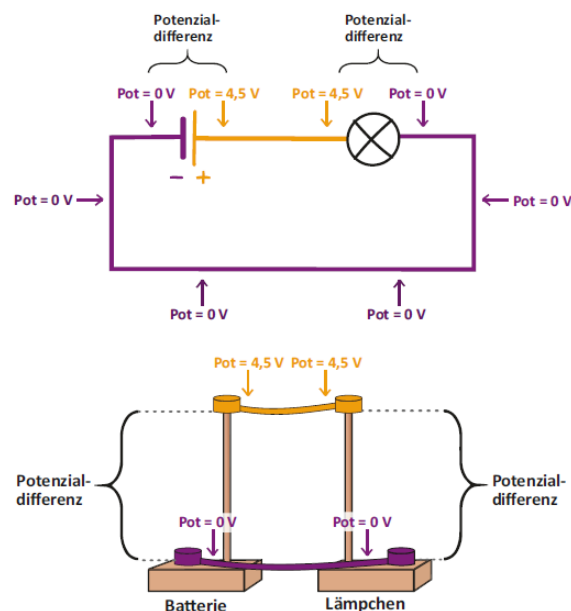 Potenzial-
differenz
Potenzial-
differenz
Pot = 0 V
Pot = 4,5 V
Pot = 4,5 V
Pot = 0 V
– +
Pot = 0 V
Pot = 0 V
Pot = 0 V
Pot = 0 V
Pot = 4,5 V
Pot = 4,5 V
Potenzial-
differenz
Potenzial-
differenz
Pot = 0 V
Pot = 0 V
Batterie
Lämpchen